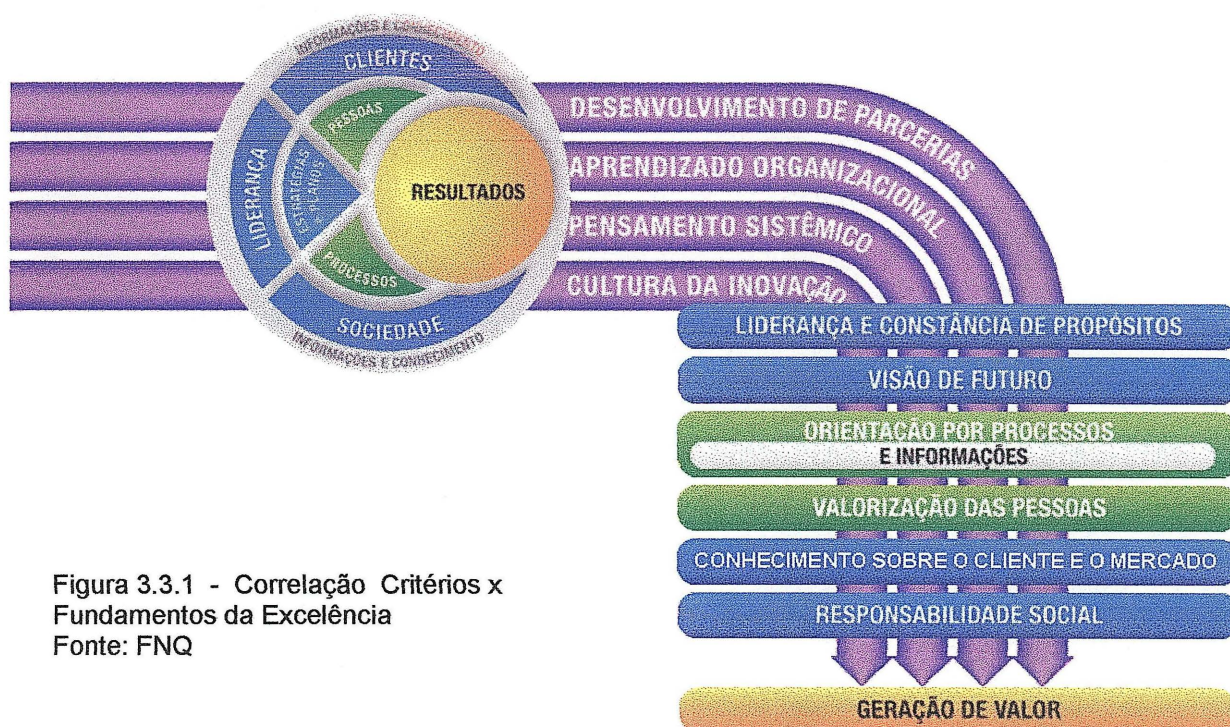 INFORMAÇÕES E CONHECIMENTO
CLIENTES
PESSOAS
LIDERANÇA
ESTRATÉGIAS
E PLANOS
RESULTADOS
PROCESSOS
SOCIEDADE
INFORMAÇÕES E CONHECIMENTO
DESENVOLVIMENTO DE PARCERIAS
APRENDIZADO ORGANIZACIONAL
PENSAMENTO SISTÊMICO
CULTURA DA INOVAÇÃO
LIDERANÇA E CONSTÂNCIA DE PROPÓSITOS
VISÃO DE FUTURO
ORIENTAÇÃO POR PROCESSOS
E INFORMAÇÕES
VALORIZAÇÃO DAS PESSOAS
CONHECIMENTO SOBRE O CLIENTE E O MERCADO
RESPONSABILIDADE SOCIAL
GERAÇÃO DE VALOR
Figura 3.3.1 - Correlação Critérios x
Fundamentos da Excelência
Fonte: FNQ